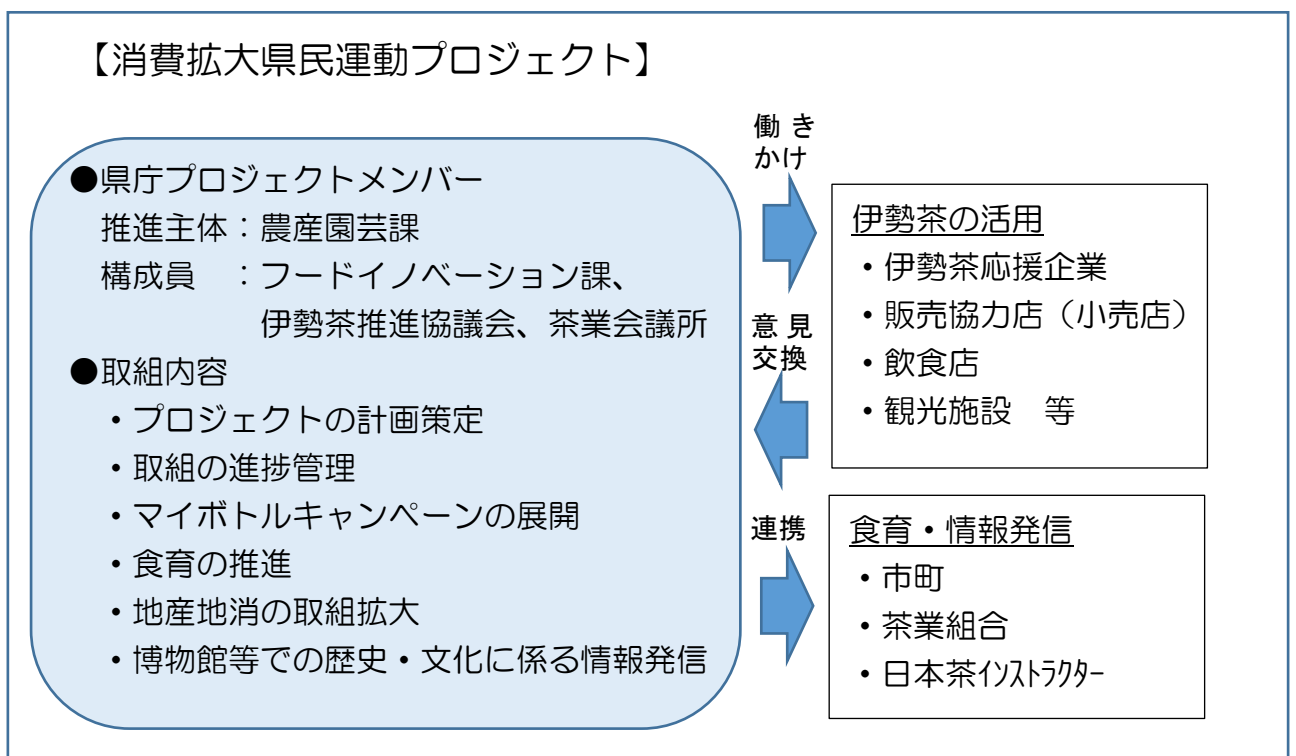 【消費拡大県民運動プロジェクト】
●県庁プロジェクトメンバー
推進主体：農産園芸課
構成員　：フードイノベーション課、
伊勢茶推進協議会、茶業会議所
●取組内容
・プロジェクトの計画策定
・取組の進捗管理
・マイボトルキャンペーンの展開
・食育の推進
・地産地消の取組拡大
・博物館等での歴史・文化に係る情報発信
働き
かけ
意見
交換
連携
伊勢茶の活用
・伊勢茶応援企業
・販売協力店（小売店）
・飲食店
・観光施設　等
食育・情報発信
・市町
・茶業組合
・日本茶ｲﾝｽﾄﾗｸﾀｰ